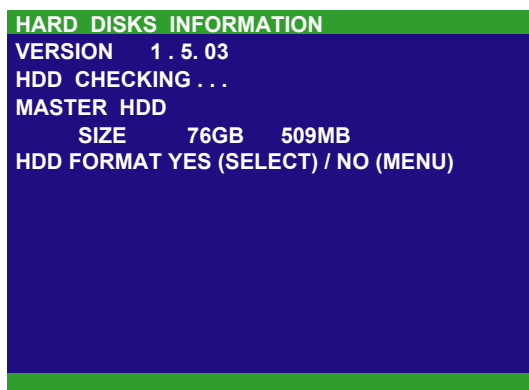 HARD DISKS INFORMATION
VERSION 1 . 5. 03
HDD CHECKING . . .
MASTER HDD
SIZE 76GB 509MB
HDD FORMAT YES (SELECT) / NO (MENU)